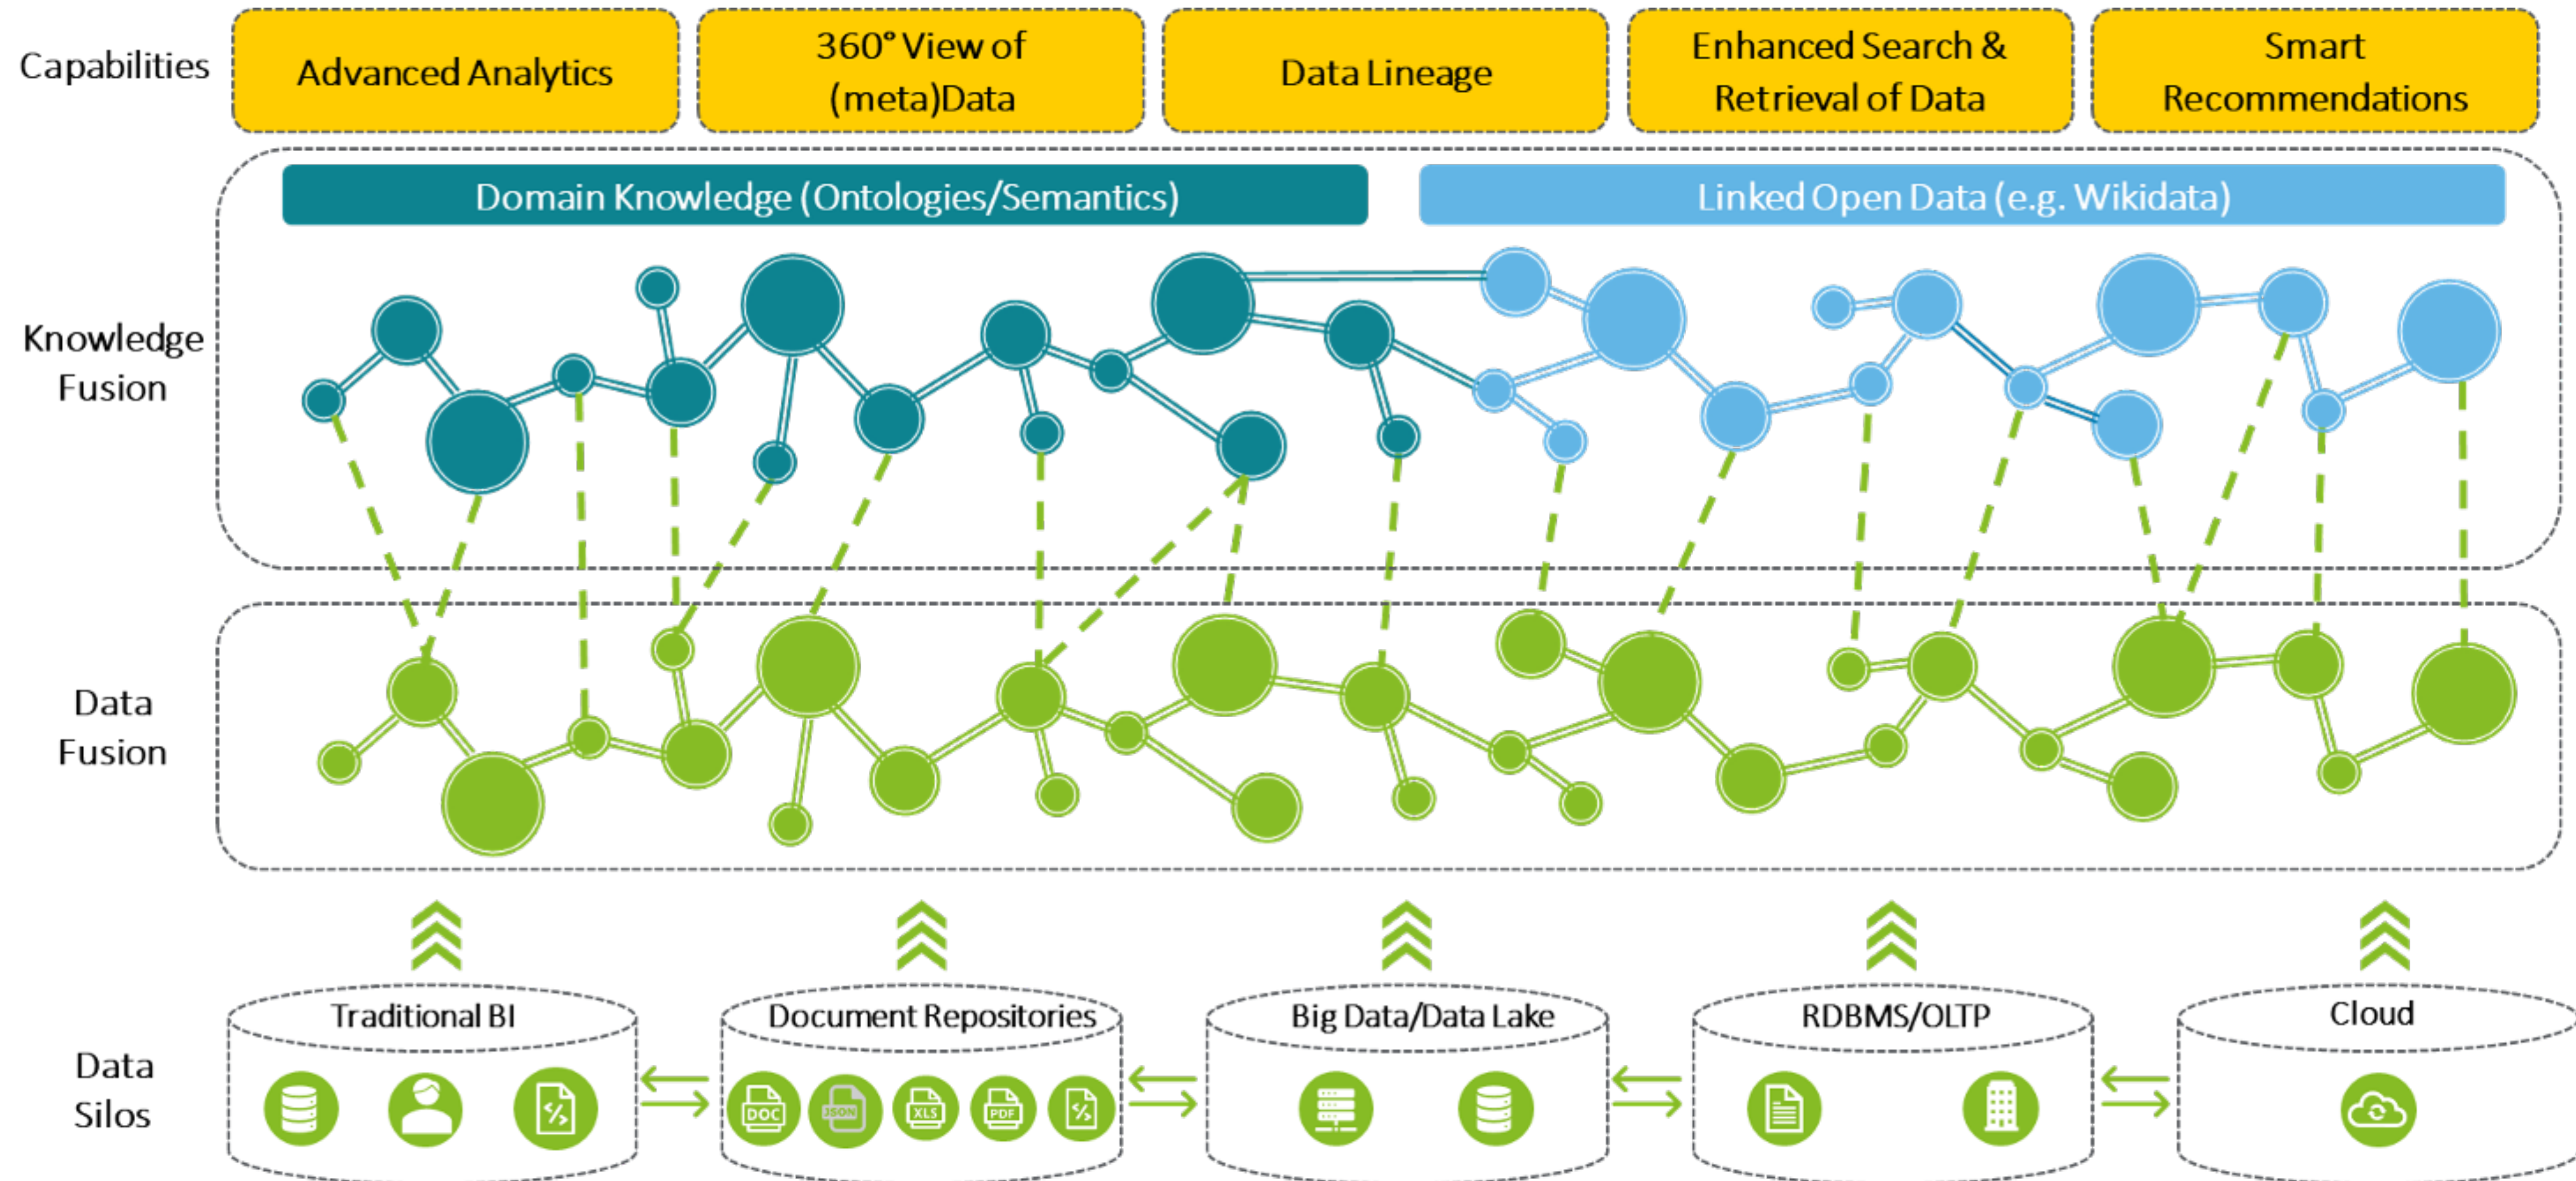 Capabilities
Advanced Analytics
360° View of
(meta)Data
Data Lineage
Enhanced Search &
Retrieval of Data
Smart
Recommendations
Domain Knowledge (Ontologies/Semantics)
Linked Open Data (e.g. Wikidata)
Knowledge
Fusion
Data
Fusion
Data
Silos
Traditional BI
</>
Document Repositories
DOC
JSON
XLS
PDF
</>
Big Data/Data Lake
RDBMS/OLTP
Cloud